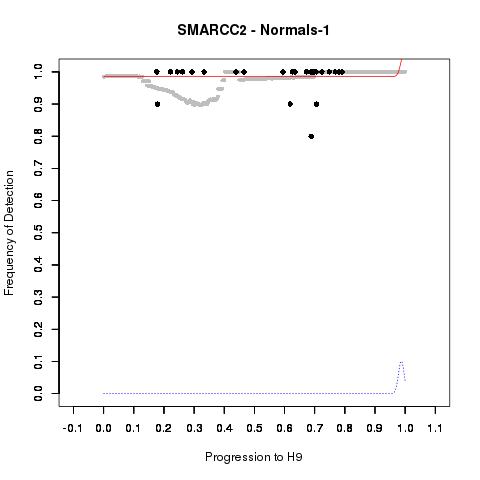 SMARCC2 - Normals-1
Frequency of Detection
1.0
0.9
0.8
0.7
0.6
0.5
0.4
0.3
0.2
0.1
0.0
-0.1 0.0 0.1 0.2 0.3 0.4 0.5 0.6 0.7 0.8 0.9 1.0 1.1
Progression to H9